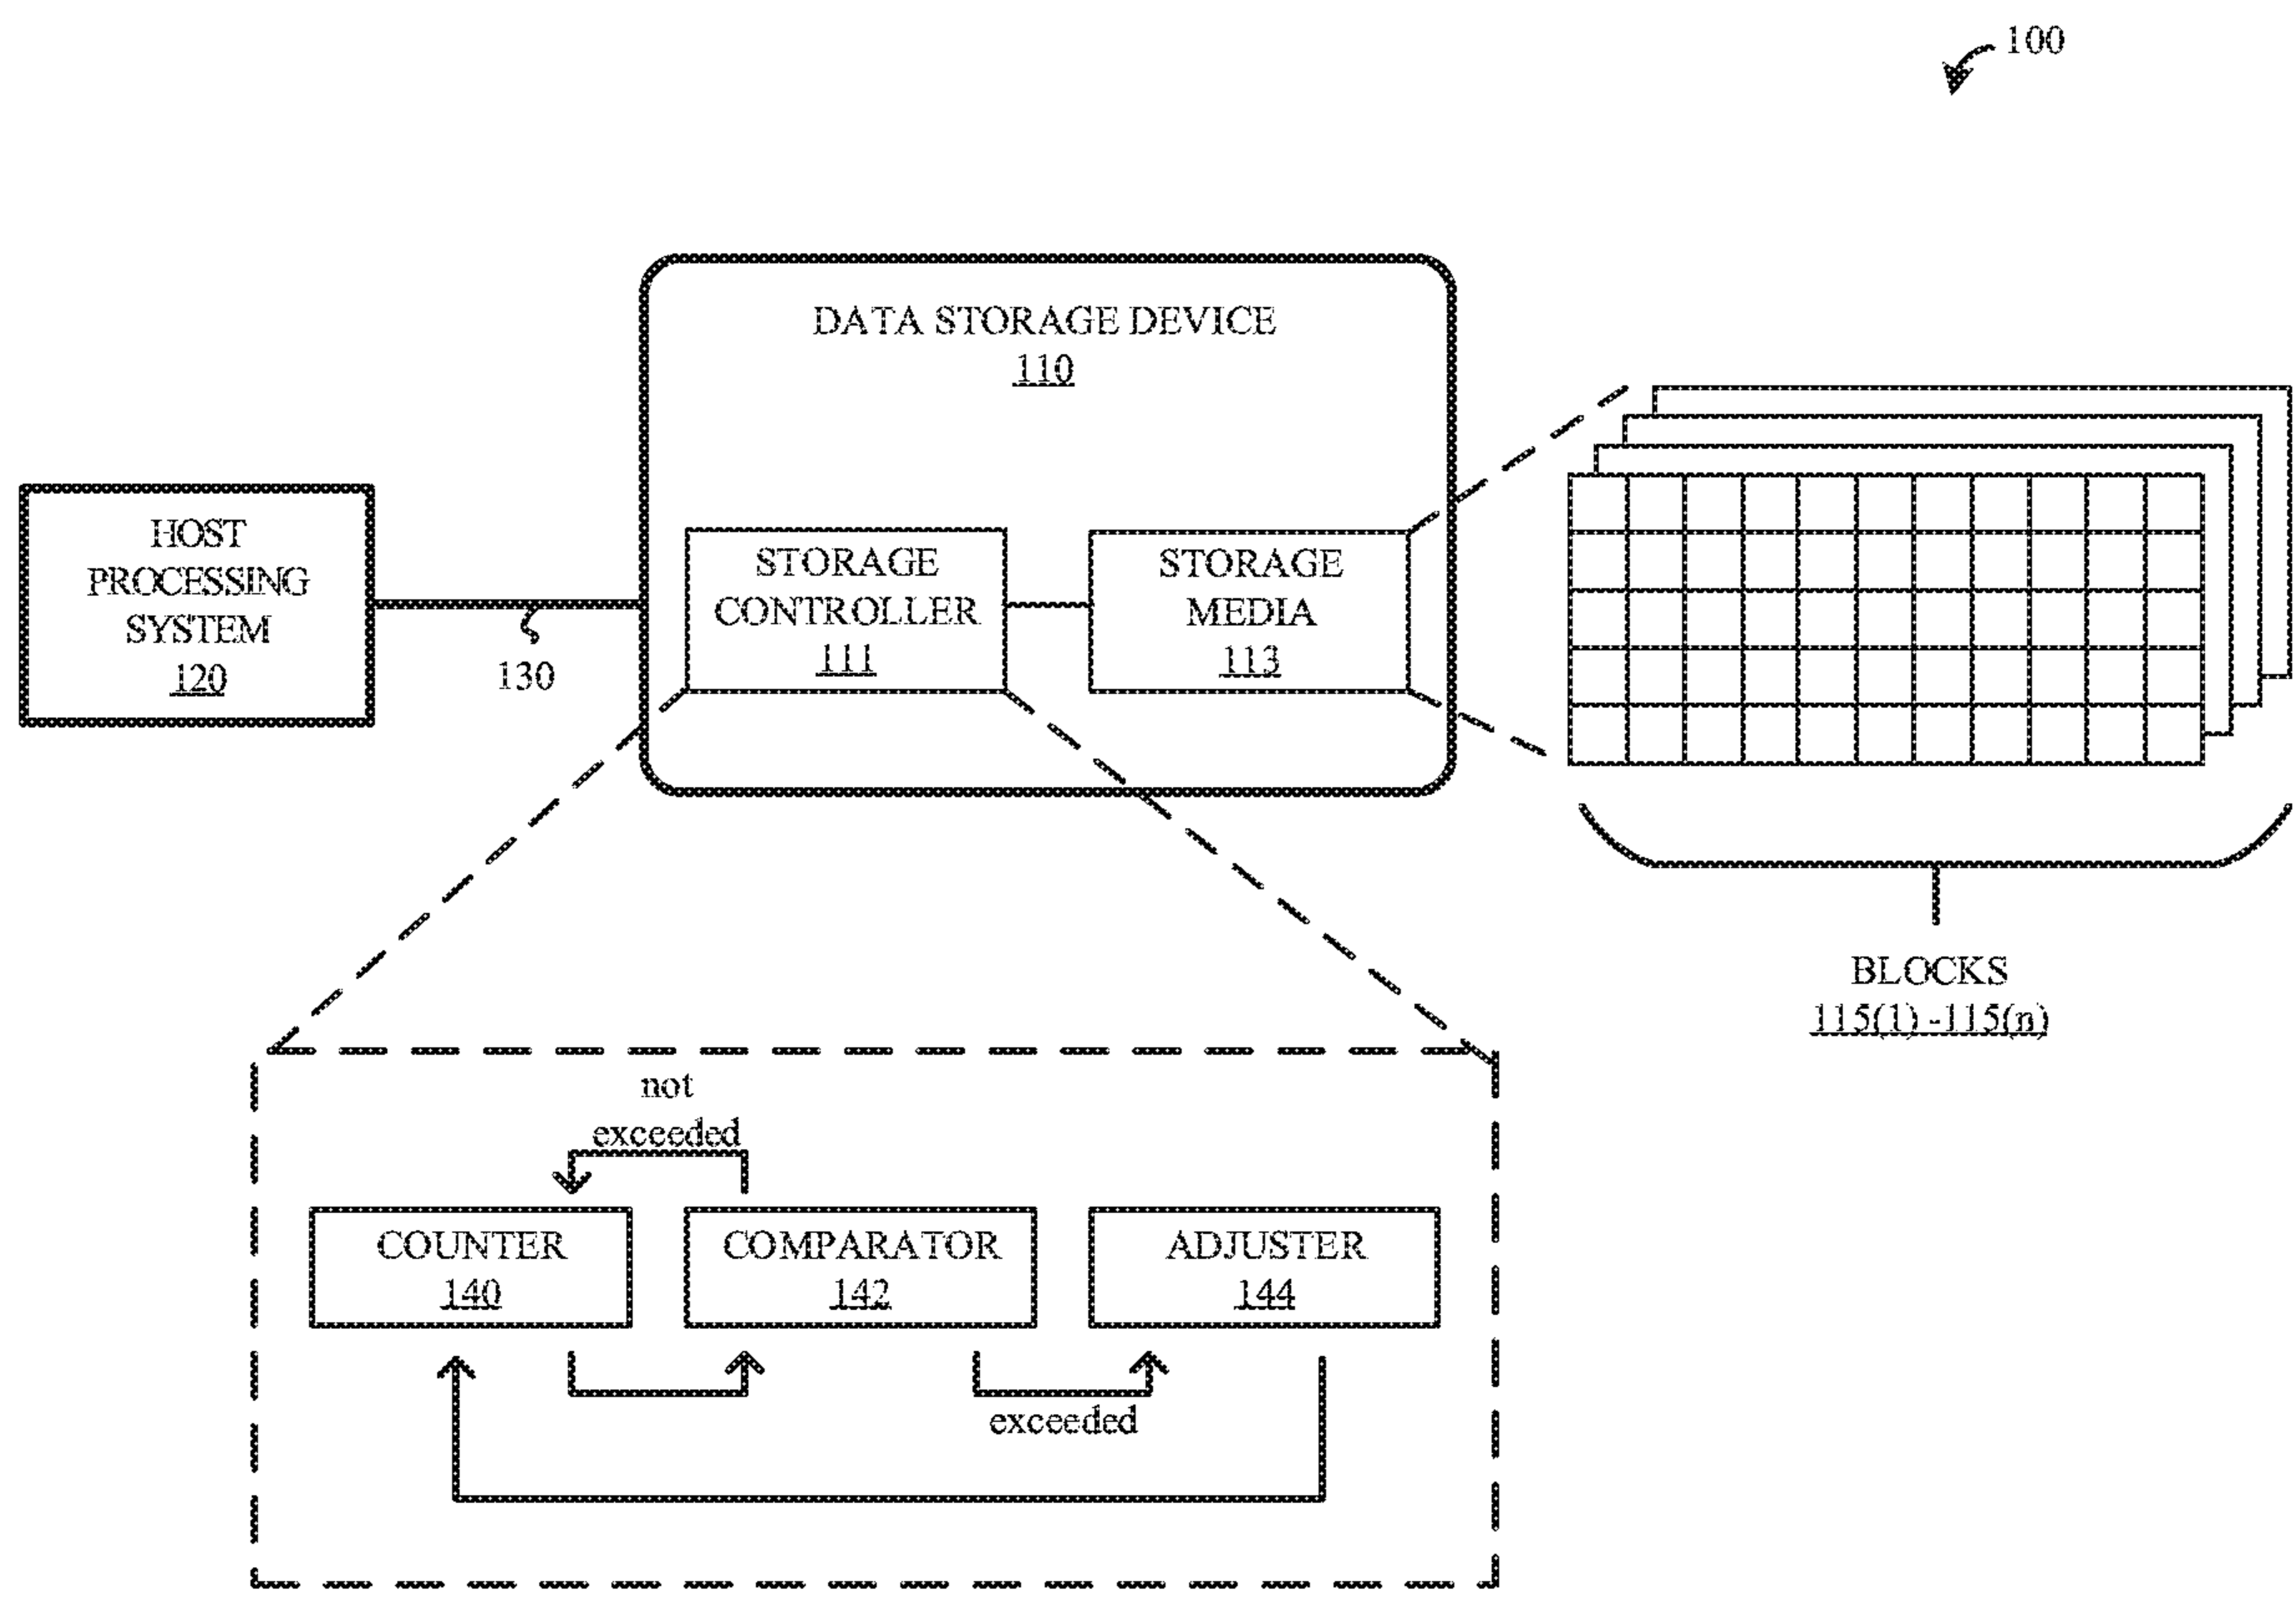 100
DATA STORAGE DEVICE
110
HOST
PROCESSING
SYSTEM
120
130
STORAGE
CONTROLLER
111
STORAGE
MEDIA
113
BLOCKS
115(1) -115(n)
not
exceeded
COUNTER
140
COMPARATOR
142
ADJUSTER
144
exceeded